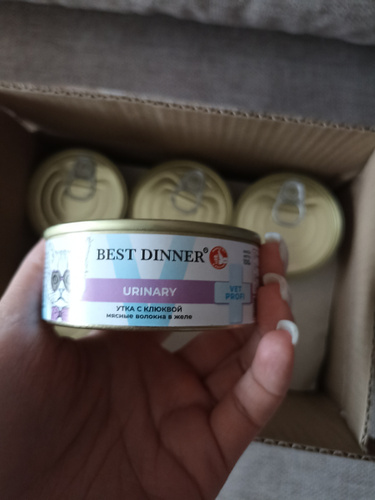 BEST DINNER®
URINARY
VET
PROFI
УТКА С КЛЮКВОЙ
мясные волокна в желе